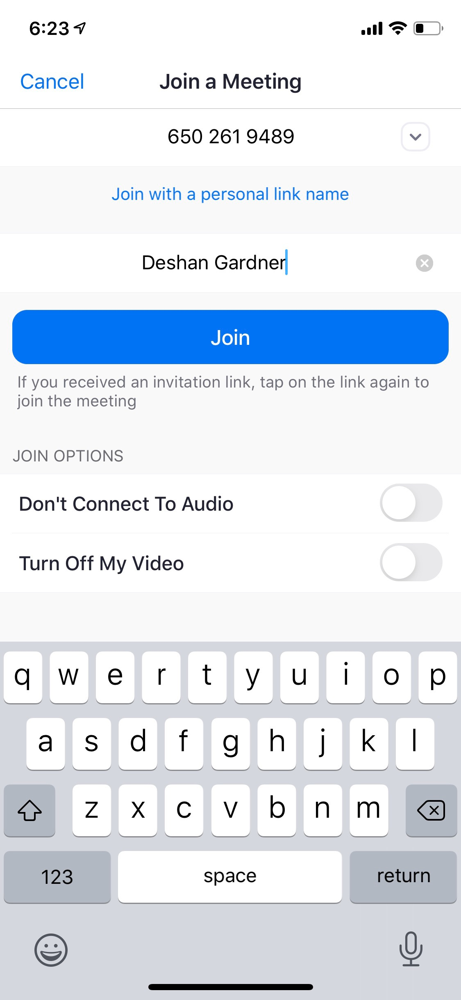 6:23
Cancel
Join a Meeting
650 261 9489
Join with a personal link name
Deshan Gardner
Join
If you received an invitation link, tap on the link again to
join the meeting
JOIN OPTIONS
Don't Connect To Audio
Turn Off My Video
q w e r t y u i o p
a s d f g h j k l
z x c v b n m
123 space return